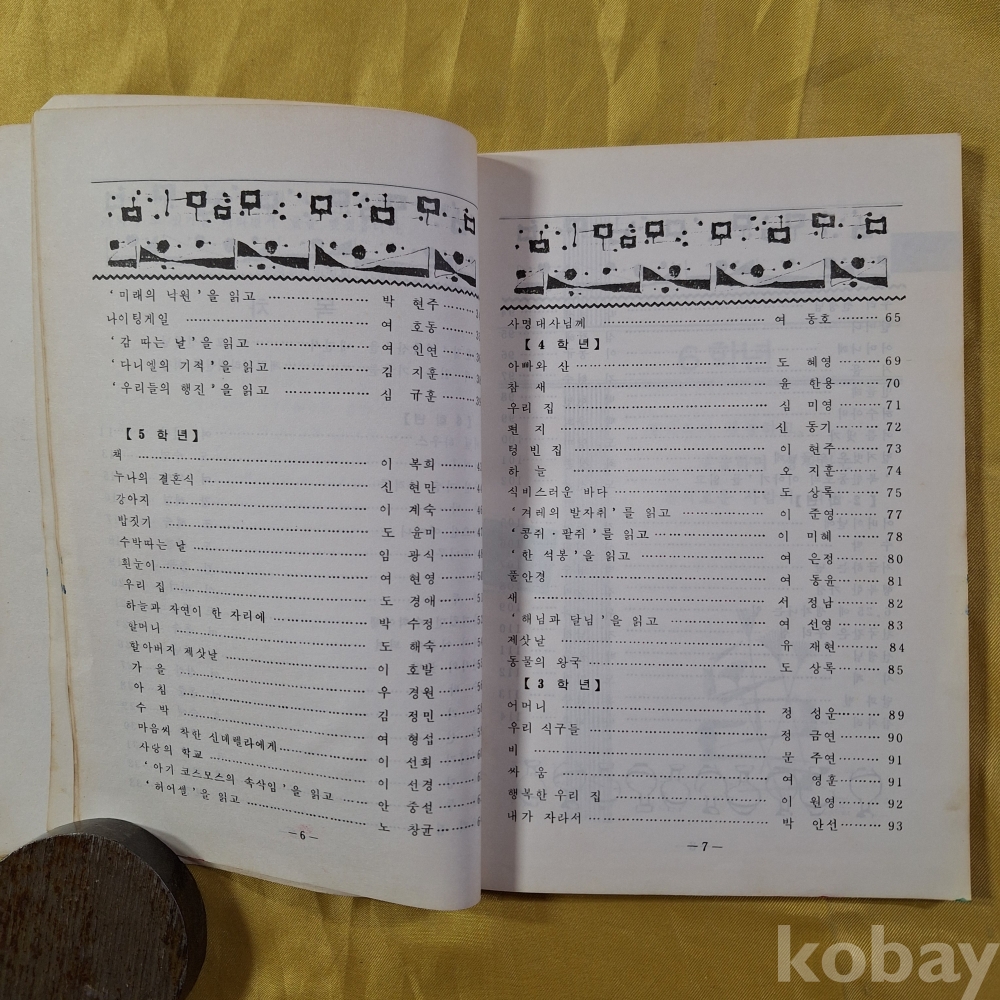 '미래의 낙원'을 읽고 …………… 박 현주
나이팅게일 …………… 여 호동
'감 따는 날'을 읽고 …………… 여 인연
'다니엘의 기적'을 읽고 …………… 김 지훈
'우리들의 행진'을 읽고 …………… 심 규훈
【5 학년】
책 …………… 이 복희
누나의 결혼식 …………… 신 현만
강아지 …………… 이 계숙
밥짓기 …………… 도 윤미
수박따는 날 …………… 임 광식
흰눈이 …………… 여 현영
우리 집 …………… 도 경애
하늘과 자연이 한 자리에 …………… 박 수정
할머니 …………… 도 해숙
할아버지 제삿날 …………… 이 호발
가 을 …………… 우 경원
아 침 …………… 김 정민
수 박 …………… 여 형섭
마음씨 착한 신데렐라에게 …………… 이 선희
사랑의 학교 …………… 이 선경
'아기 코스모스의 속삭임'을 읽고 …………… 안 중설
'허어셀'을 읽고 …………… 노 창균
—6—
사명대사님께 …………… 여 동호 …… 65
【4 학년】
아빠와 산 …………… 도 혜영 …… 69
참 새 …………… 윤 한용 …… 70
우리 집 …………… 심 미영 …… 71
편 지 …………… 신 동기 …… 72
텅 빈 집 …………… 이 현주 …… 73
하 늘 …………… 오 지훈 …… 74
식비스러운 바다 …………… 도 상록 …… 75
'겨레의 발자취'를 읽고 …………… 이 준영 …… 77
'콩쥐·팥쥐'를 읽고 …………… 이 미혜 …… 78
'한 석봉'을 읽고 …………… 여 은정 …… 80
물안경 …………… 여 동윤 …… 81
새 …………… 서 정남 …… 82
'해님과 달님'을 읽고 …………… 여 선영 …… 83
제삿날 …………… 유 재현 …… 84
동물의 왕국 …………… 도 상록 …… 85
【3 학년】
어머니 …………… 정 성운 …… 89
우리 식구들 …………… 정 금연 …… 90
비 …………… 문 주연 …… 91
싸 움 …………… 여 영훈 …… 91
행복한 우리 집 …………… 이 원영 …… 92
내가 자라서 …………… 박 안선 …… 93
—7—
kobay